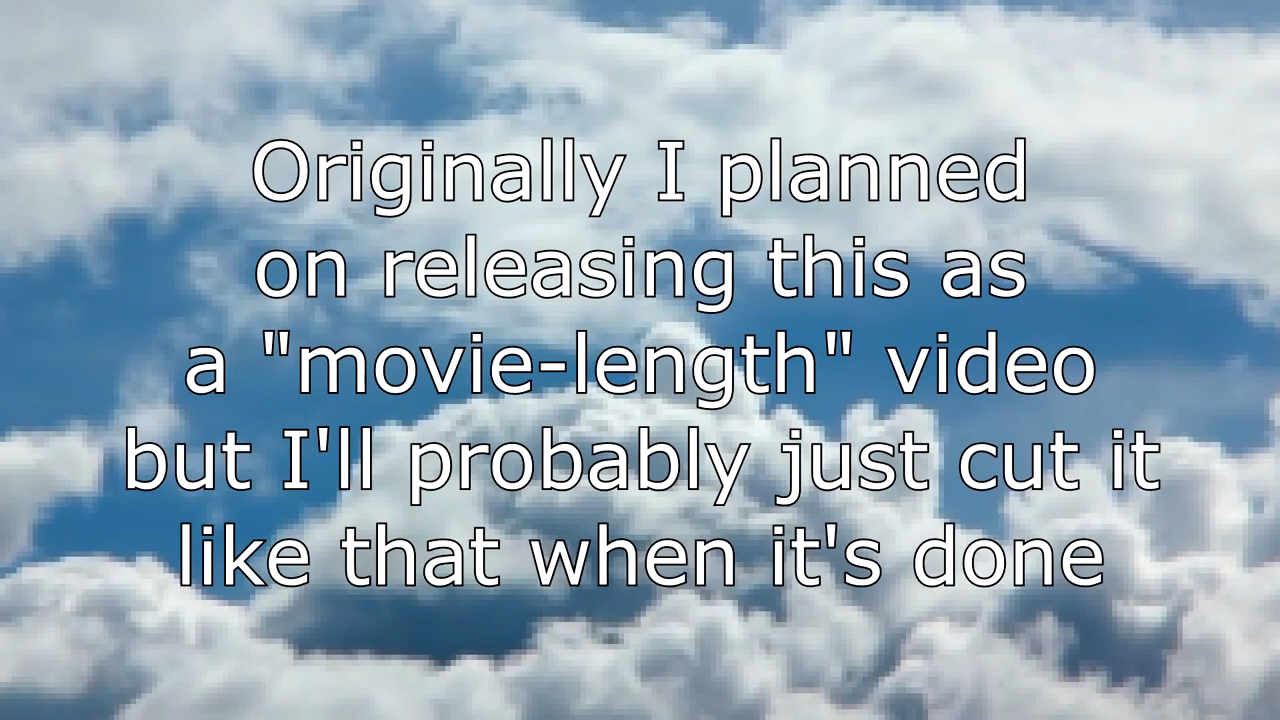 Originally I planned
on releasing this as
a "movie-length" video
but I'll probably just cut it
like that when it's done